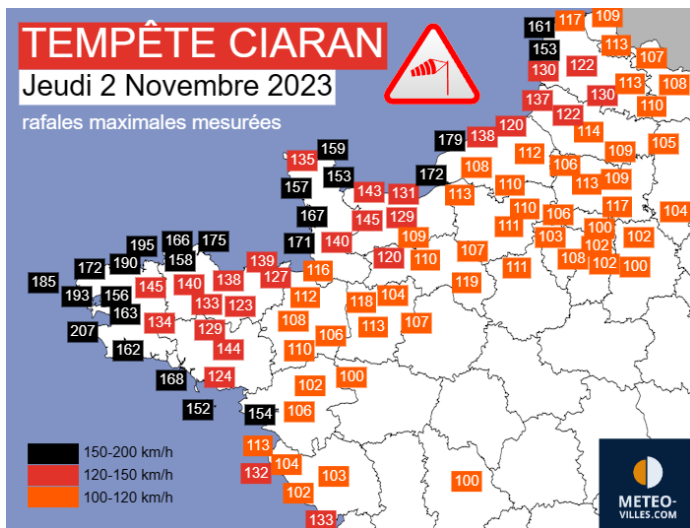 TEMPÊTE CIARAN
Jeudi 2 Novembre 2023
rafales maximales mesurées
161 117 109
153 113 107
130 122 113 108
137 130 110
179 138 120 122 114 105
159 135 112 109
153 172 108 106
157 143 131 113 110 113 109
167 145 129 110 117 104
171 140 109 111 106 100
195 166 175 120 110 107 103 102 102
190 158 139 116 119 111 108 102 100
172 138 127
185 145 140 112 118 104
193 156 133 123
163 134 129 108 106 113 107
207 162 144 110
168 124 102 100
152 154 106
113
132 104 103 100
102
133
150-200 km/h
120-150 km/h
100-120 km/h
METEO-
VILLES.COM